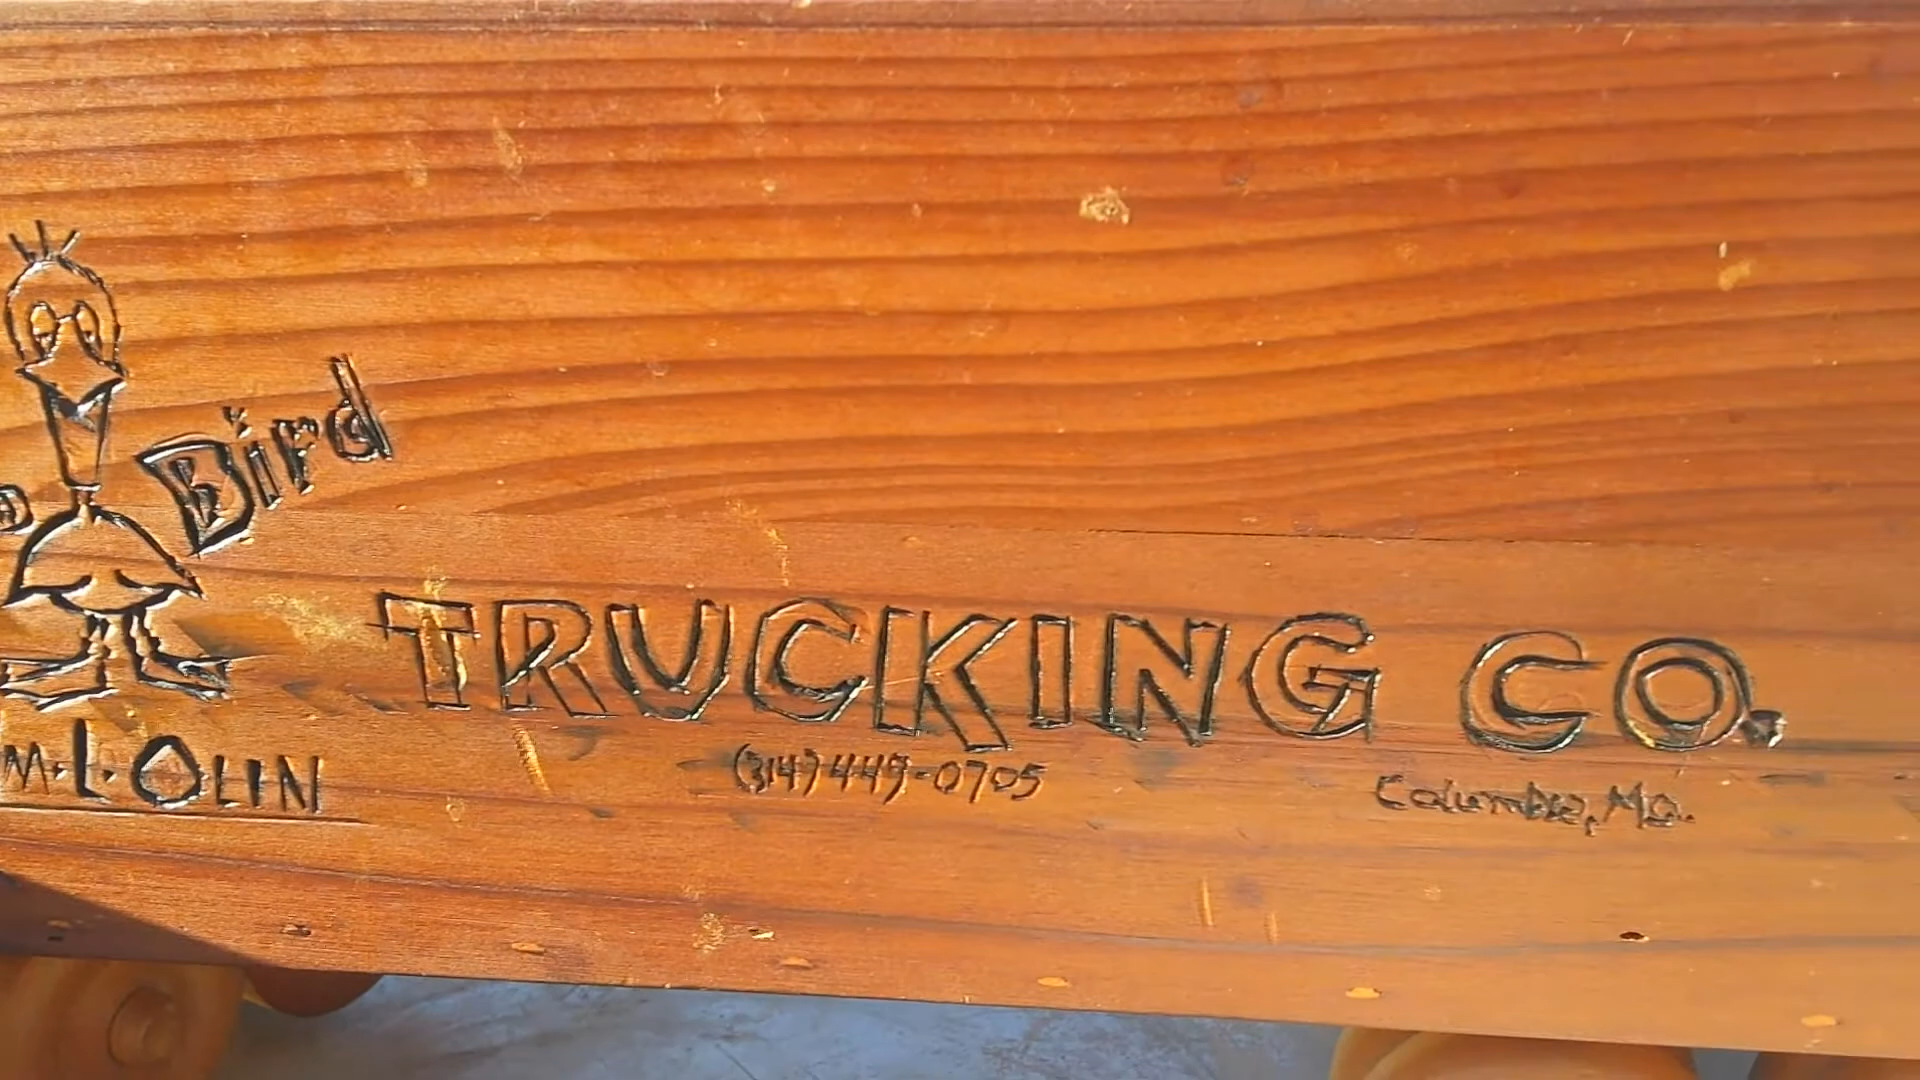 Bird
TRUCKING CO.
M.L. OLIN
(314) 449-0705
Columbia, Mo.